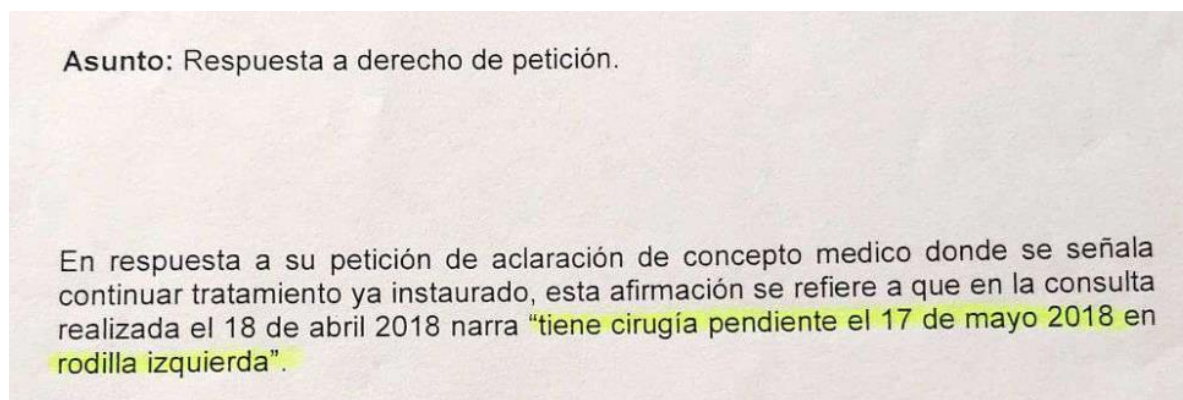 Asunto: Respuesta a derecho de petición.
En respuesta a su petición de aclaración de concepto medico donde se señala
continuar tratamiento ya instaurado, esta afirmación se refiere a que en la consulta
realizada el 18 de abril 2018 narra “tiene cirugía pendiente el 17 de mayo 2018 en
rodilla izquierda”.